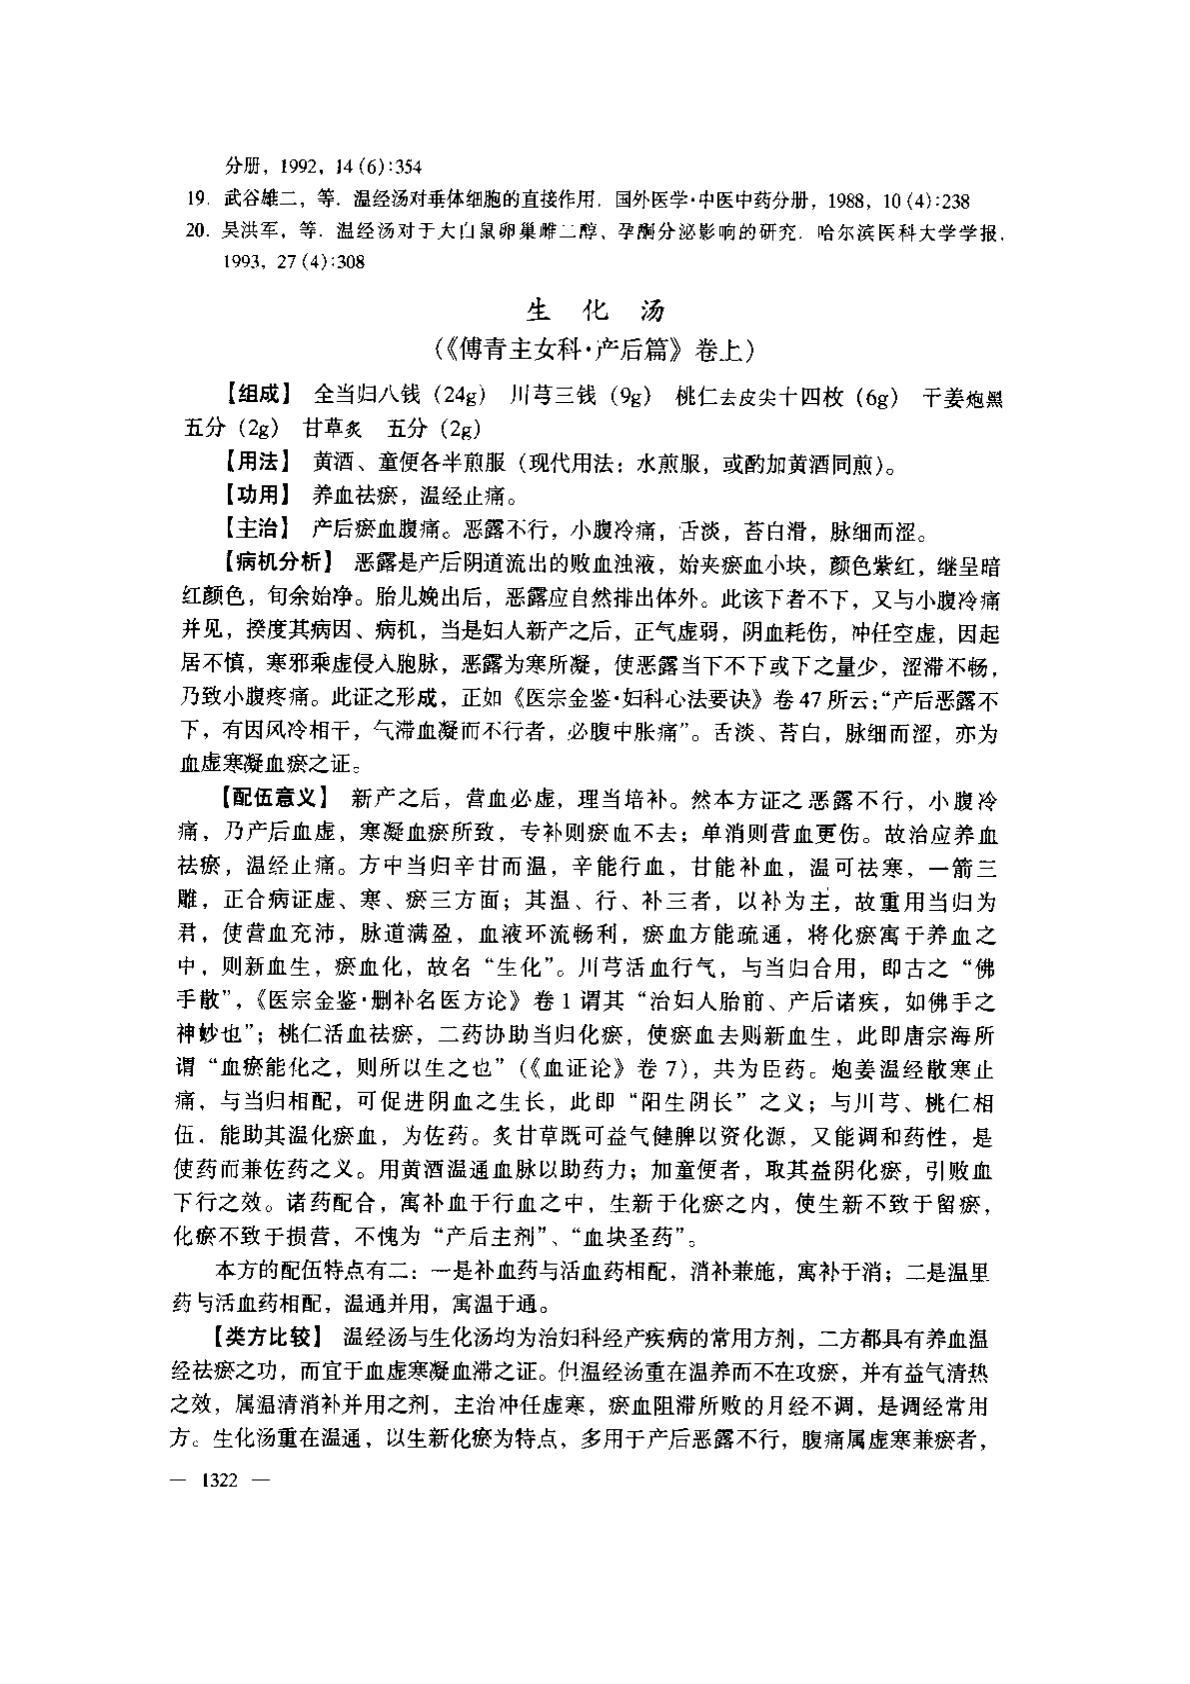 分册，1992，14(6):354
19. 武谷雄二，等. 温经汤对垂体细胞的直接作用. 国外医学·中医中药分册，1988，10(4):238
20. 吴洪军，等. 温经汤对于大白鼠卵巢雌二醇、孕酮分泌影响的研究. 哈尔滨医科大学学报.
1993，27(4):308
生 化 汤
(《傅青主女科·产后篇》卷上)
【组成】 全当归八钱（24g） 川芎三钱（9g） 桃仁去皮尖十四枚（6g） 干姜炮黑
五分（2g） 甘草炙 五分（2g）
【用法】 黄酒、童便各半煎服（现代用法：水煎服，或酌加黄酒同煎）。
【功用】 养血祛瘀，温经止痛。
【主治】 产后瘀血腹痛。恶露不行，小腹冷痛，舌淡，苔白滑，脉细而涩。
【病机分析】 恶露是产后阴道流出的败血浊液，始夹瘀血小块，颜色紫红，继呈暗
红颜色，旬余始净。胎儿娩出后，恶露应自然排出体外。此该下者不下，又与小腹冷痛
并见，揆度其病因、病机，当是妇人新产之后，正气虚弱，阴血耗伤，冲任空虚，因起
居不慎，寒邪乘虚侵入胞脉，恶露为寒所凝，使恶露当下不下或下之量少，涩滞不畅，
乃致小腹疼痛。此证之形成，正如《医宗金鉴·妇科心法要诀》卷 47 所云：“产后恶露不
下，有因风冷相干，气滞血凝而不行者，必腹中胀痛”。舌淡、苔白，脉细而涩，亦为
血虚寒凝血瘀之证。
【配伍意义】 新产之后，营血必虚，理当培补。然本方证之恶露不行，小腹冷
痛，乃产后血虚，寒凝血瘀所致，专补则瘀血不去；单消则营血更伤。故治应养血
祛瘀，温经止痛。方中当归辛甘而温，辛能行血，甘能补血，温可祛寒，一箭三
雕，正合病证虚、寒、瘀三方面；其温、行、补三者，以补为主，故重用当归为
君，使营血充沛，脉道满盈，血液环流畅利，瘀血方能疏通，将化瘀寓于养血之
中，则新血生，瘀血化，故名“生化”。川芎活血行气，与当归合用，即古之“佛
手散”，《医宗金鉴·删补名医方论》卷 1 谓其“治妇人胎前、产后诸疾，如佛手之
神妙也”；桃仁活血祛瘀，二药协助当归化瘀，使瘀血去则新血生，此即唐宗海所
谓“血瘀能化之，则所以生之也”(《血证论》卷 7)，共为臣药。炮姜温经散寒止
痛，与当归相配，可促进阴血之生长，此即“阳生阴长”之义；与川芎、桃仁相
伍，能助其温化瘀血，为佐药。炙甘草既可益气健脾以资化源，又能调和药性，是
使药而兼佐药之义。用黄酒温通血脉以助药力；加童便者，取其益阴化瘀，引败血
下行之效。诸药配合，寓补血于行血之中，生新于化瘀之内，使生新不致于留瘀，
化瘀不致于损营，不愧为“产后主剂”、“血块圣药”。
本方的配伍特点有二：一是补血药与活血药相配，消补兼施，寓补于消；二是温里
药与活血药相配，温通并用，寓温于通。
【类方比较】 温经汤与生化汤均为治妇科经产疾病的常用方剂，二方都具有养血温
经祛瘀之功，而宜于血虚寒凝血滞之证。但温经汤重在温养而不在攻瘀，并有益气清热
之效，属温清消补并用之剂，主治冲任虚寒，瘀血阻滞所败的月经不调，是调经常用
方。生化汤重在温通，以生新化瘀为特点，多用于产后恶露不行，腹痛属虚寒兼瘀者，
— 1322 —